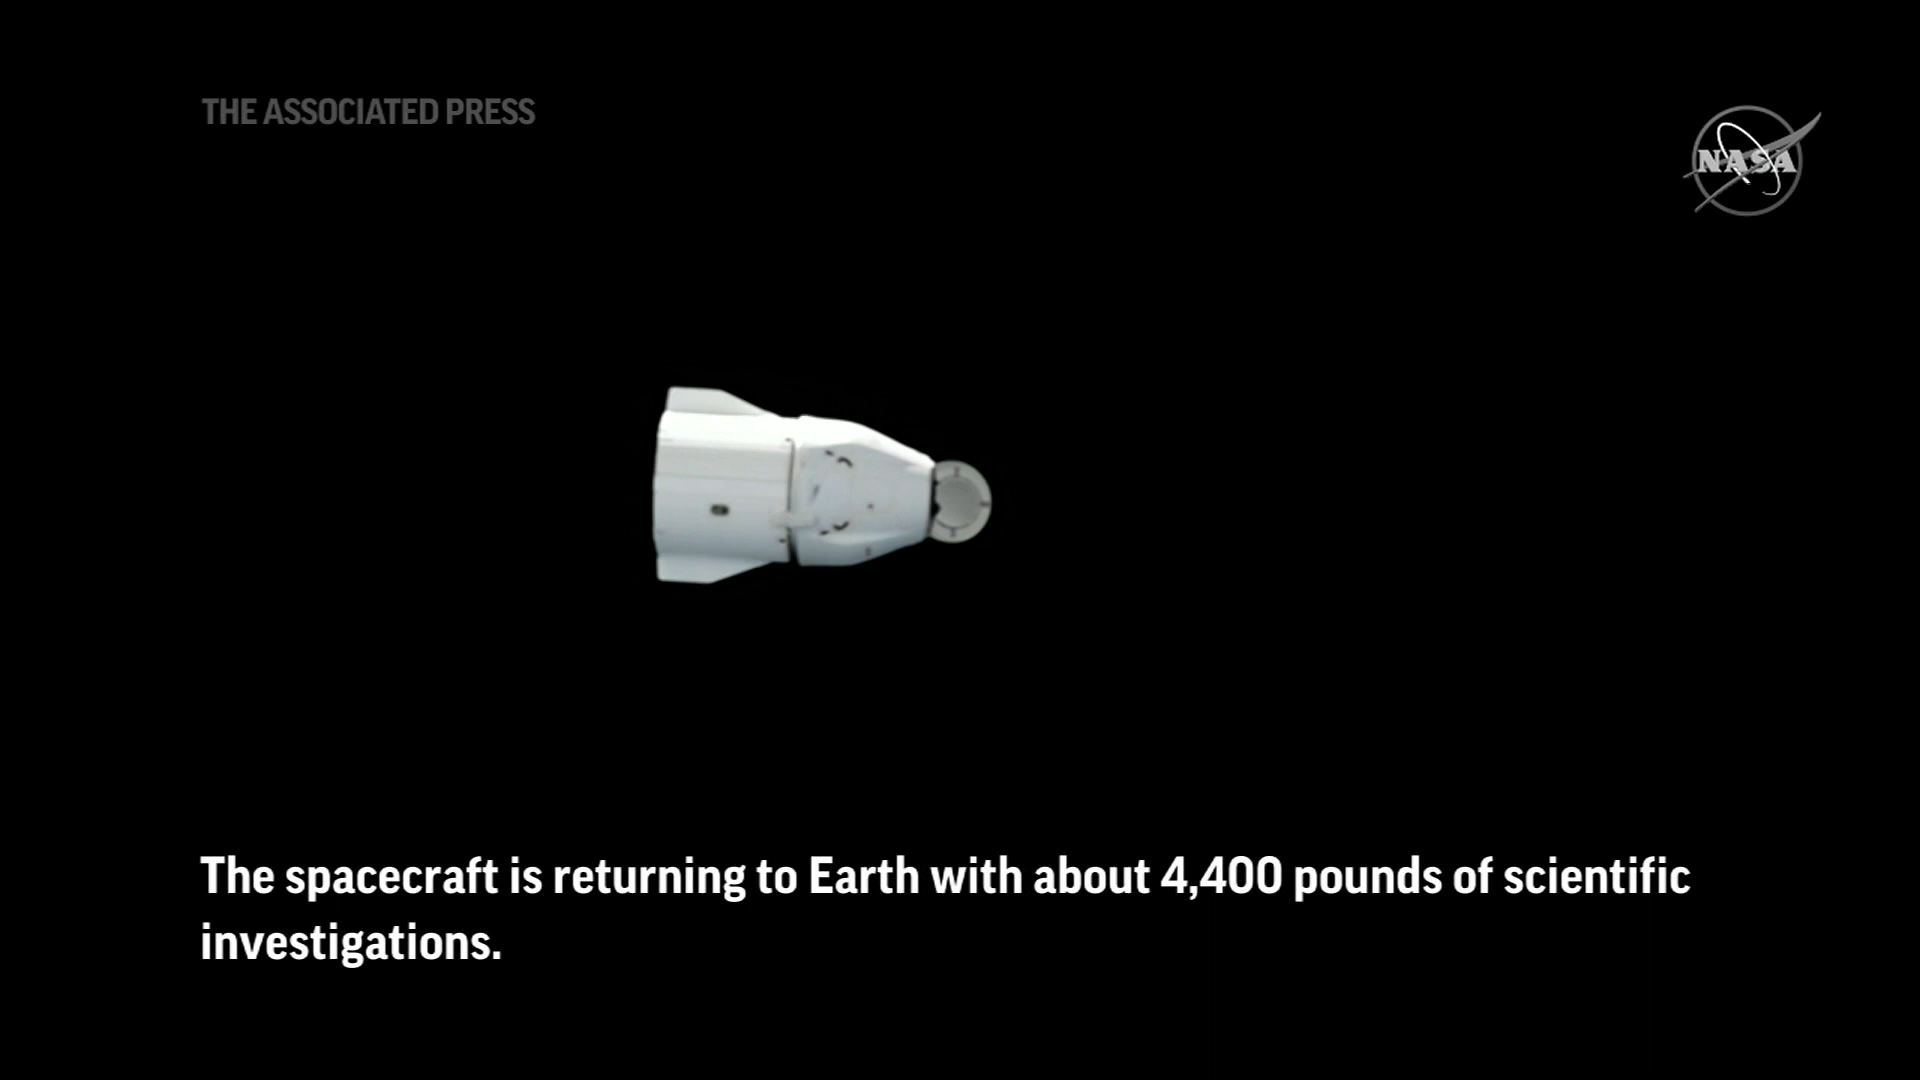 THE ASSOCIATED PRESS
NASA
The spacecraft is returning to Earth with about 4,400 pounds of scientific
investigations.